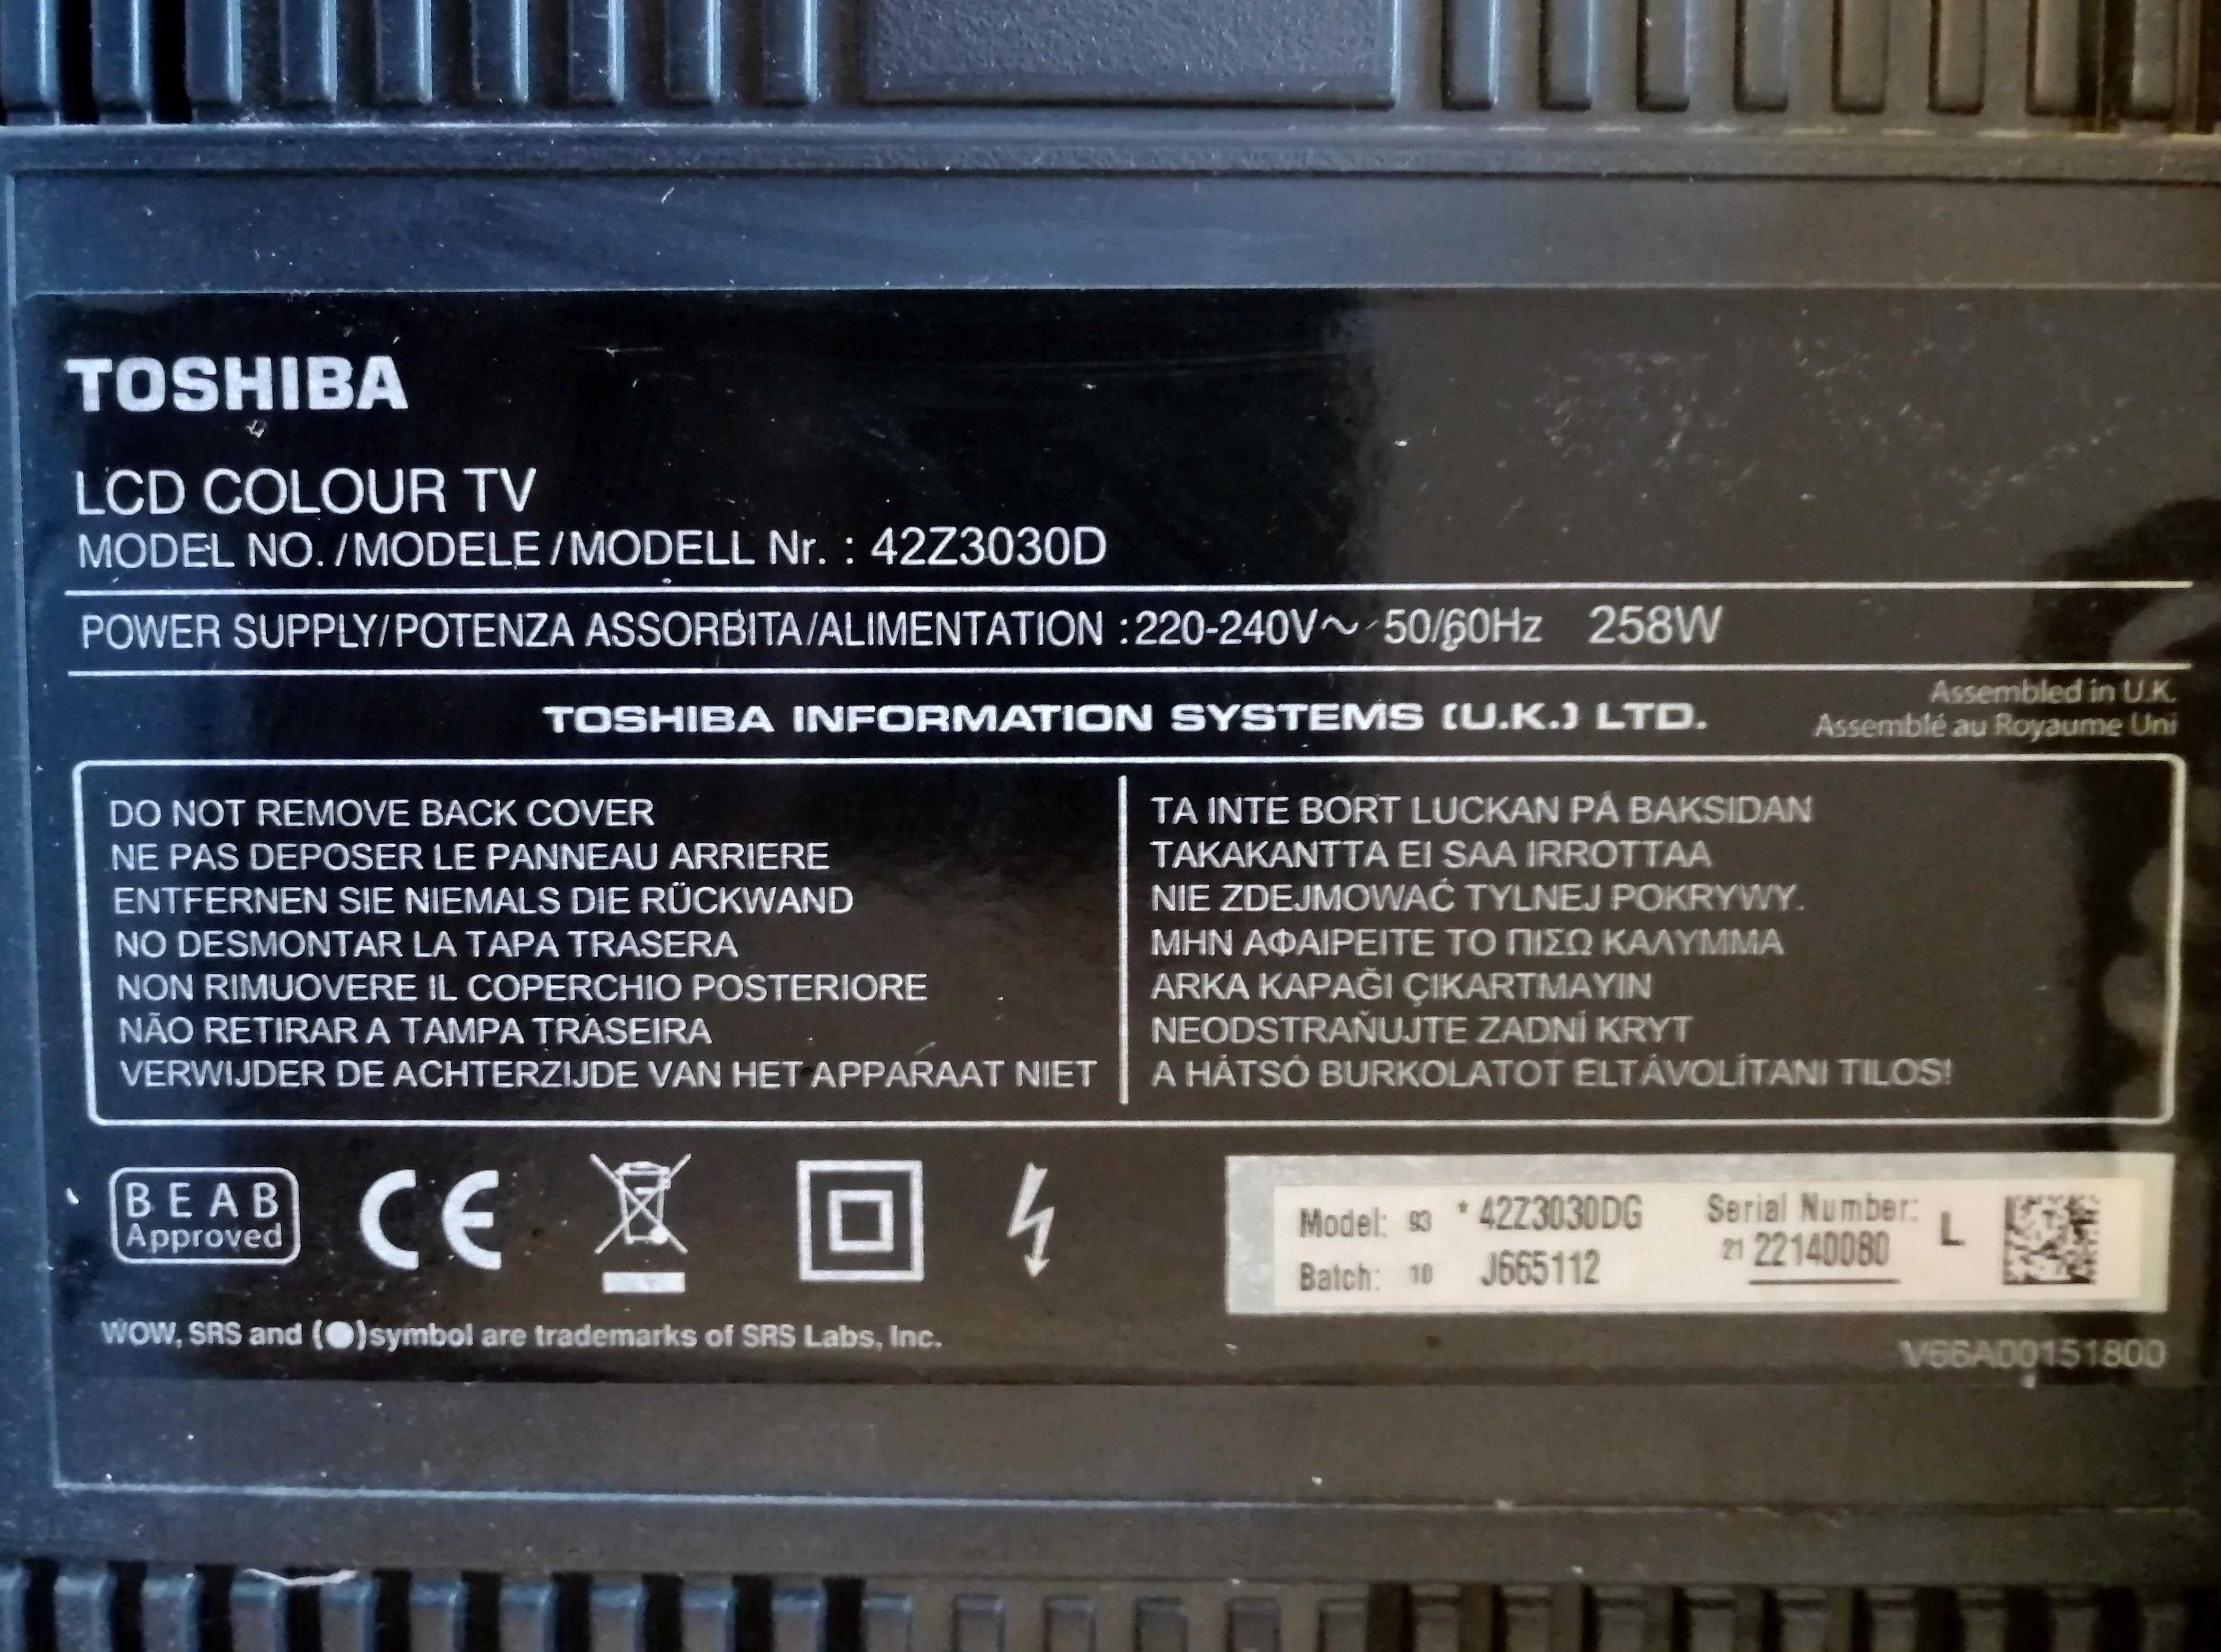 TOSHIBA
LCD COLOUR TV
MODEL NO./MODELE/MODELL Nr. : 42Z3030D
POWER SUPPLY/POTENZA ASSORBITA/ALIMENTATION :220-240V~ 50/60Hz 258W
TOSHIBA INFORMATION SYSTEMS (U.K.) LTD.
Assembled in U.K.
Assemblé au Royaume Uni
DO NOT REMOVE BACK COVER
NE PAS DEPOSER LE PANNEAU ARRIERE
ENTFERNEN SIE NIEMALS DIE RÜCKWAND
NO DESMONTAR LA TAPA TRASERA
NON RIMUOVERE IL COPERCHIO POSTERIORE
NÃO RETIRAR A TAMPA TRASEIRA
VERWIJDER DE ACHTERZIJDE VAN HET APPARAAT NIET
TA INTE BORT LUCKAN PÅ BAKSIDAN
TAKAKANTTA EI SAA IRROTTAA
NIE ZDEJMOWAĆ TYLNEJ POKRYWY.
ΜΗΝ ΑΦΑΙΡΕΙΤΕ ΤΟ ΠΙΣΩ ΚΑΛΥΜΜΑ
ARKA KAPAĞI ÇIKARTMAYIN
NEODSTRAŇUJTE ZADNÍ KRYT
A HÁTSÓ BURKOLATOT ELTÁVOLÍTANI TILOS!
BEAB
Approved
CE
Model: 93 * 42Z3030DG
Batch: 10 J665112
Serial Number:
21 22140080
L
WOW, SRS and (●) symbol are trademarks of SRS Labs, Inc.
V66A00151800